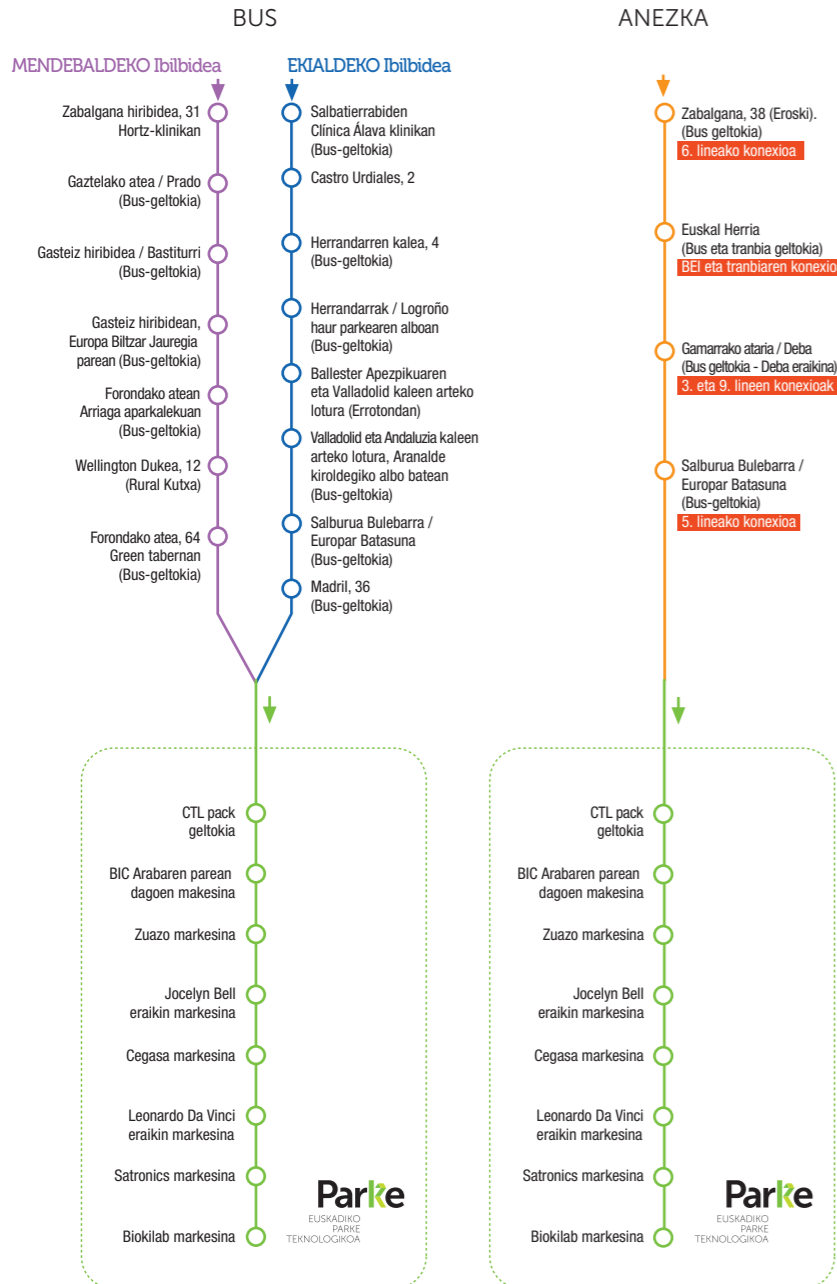 BUS
MENDEBALDEKO Ibilbidea
Zabalgana hiribidea, 31
Hortz-klinikan
Gaztelako atea / Prado
(Bus-geltokia)
Gasteiz hiribidea / Bastiturri
(Bus-geltokia)
Gasteiz hiribidean,
Europa Biltzar Jauregia
parean (Bus-geltokia)
Forondako atean
Arriaga aparkalekuan
(Bus-geltokia)
Wellington Dukea, 12
(Rural Kutxa)
Forondako atea, 64
Green tabernan
(Bus-geltokia)
EKIALDEKO Ibilbidea
Salbatierrabiden
Clínica Álava klinikan
(Bus-geltokia)
Castro Urdiales, 2
Herrandarren kalea, 4
(Bus-geltokia)
Herrandarrak / Logroño
haur parkearen alboan
(Bus-geltokia)
Ballester Apezpikuaren
eta Valladolid kaleen arteko
lotura (Errotondan)
Valladolid eta Andaluzia kaleen
arteko lotura, Aranalde
kiroldegiko albo batean
(Bus-geltokia)
Salburua Bulebarra /
Europar Batasuna
(Bus-geltokia)
Madril, 36
(Bus-geltokia)
CTL pack
geltokia
BIC Arabaren parean
dagoen makesina
Zuazo markesina
Jocelyn Bell
eraikin markesina
Cegasa markesina
Leonardo Da Vinci
eraikin markesina
Satronics markesina
Biokilab markesina
Parke
EUSKADIKO
PARKE
TEKNOLOGIKOA
ANEZKA
Zabalgana, 38 (Eroski).
(Bus geltokia)
6. lineako konexioa
Euskal Herria
(Bus eta tranbia geltokia)
BEI eta tranbiaren konexio
Gamarrako ataria / Deba
(Bus geltokia - Deba eraikina)
3. eta 9. lineen konexioak
Salburua Bulebarra /
Europar Batasuna
(Bus-geltokia)
5. lineako konexioa
CTL pack
geltokia
BIC Arabaren parean
dagoen makesina
Zuazo markesina
Jocelyn Bell
eraikin markesina
Cegasa markesina
Leonardo Da Vinci
eraikin markesina
Satronics markesina
Biokilab markesina
Parke
EUSKADIKO
PARKE
TEKNOLOGIKOA